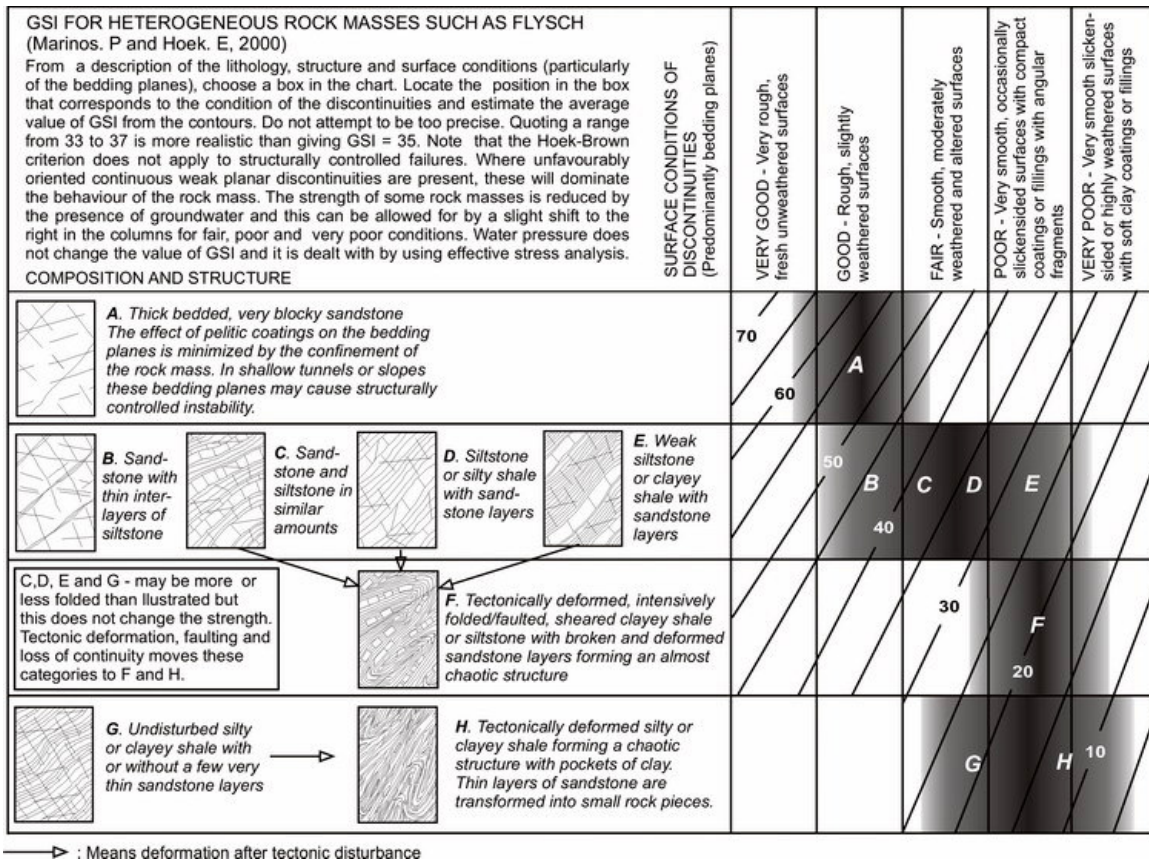 GSI FOR HETEROGENEOUS ROCK MASSES SUCH AS FLYSCH
(Marinos. P and Hoek. E, 2000)
From a description of the lithology, structure and surface conditions (particularly
of the bedding planes), choose a box in the chart. Locate the position in the box
that corresponds to the condition of the discontinuities and estimate the average
value of GSI from the contours. Do not attempt to be too precise. Quoting a range
from 33 to 37 is more realistic than giving GSI = 35. Note that the Hoek-Brown
criterion does not apply to structurally controlled failures. Where unfavourably
oriented continuous weak planar discontinuities are present, these will dominate
the behaviour of the rock mass. The strength of some rock masses is reduced by
the presence of groundwater and this can be allowed for by a slight shift to the
right in the columns for fair, poor and very poor conditions. Water pressure does
not change the value of GSI and it is dealt with by using effective stress analysis.
COMPOSITION AND STRUCTURE
SURFACE CONDITIONS OF
DISCONTINUITIES
(Predominantly bedding planes)
VERY GOOD - Very rough,
fresh unweathered surfaces
GOOD - Rough, slightly
weathered surfaces
FAIR - Smooth, moderately
weathered and altered surfaces
POOR - Very smooth, occasionally
slickensided surfaces with compact
coatings or fillings with angular
fragments
VERY POOR - Very smooth slicken-
sided or highly weathered surfaces
with soft clay coatings or fillings
A. Thick bedded, very blocky sandstone
The effect of pelitic coatings on the bedding
planes is minimized by the confinement of
the rock mass. In shallow tunnels or slopes
these bedding planes may cause structurally
controlled instability.
70
60
A
B. Sand-
stone with
thin inter-
layers of
siltstone
C. Sand-
stone and
siltstone in
similar
amounts
D. Siltstone
or silty shale
with sand-
stone layers
E. Weak
siltstone
or clayey
shale with
sandstone
layers
50
B
C
D
E
40
C,D, E and G - may be more or
less folded than llustrated but
this does not change the strength.
Tectonic deformation, faulting and
loss of continuity moves these
categories to F and H.
F. Tectonically deformed, intensively
folded/faulted, sheared clayey shale
or siltstone with broken and deformed
sandstone layers forming an almost
chaotic structure
30
F
20
G. Undisturbed silty
or clayey shale with
or without a few very
thin sandstone layers
H. Tectonically deformed silty or
clayey shale forming a chaotic
structure with pockets of clay.
Thin layers of sandstone are
transformed into small rock pieces.
G
H
10
: Means deformation after tectonic disturbance